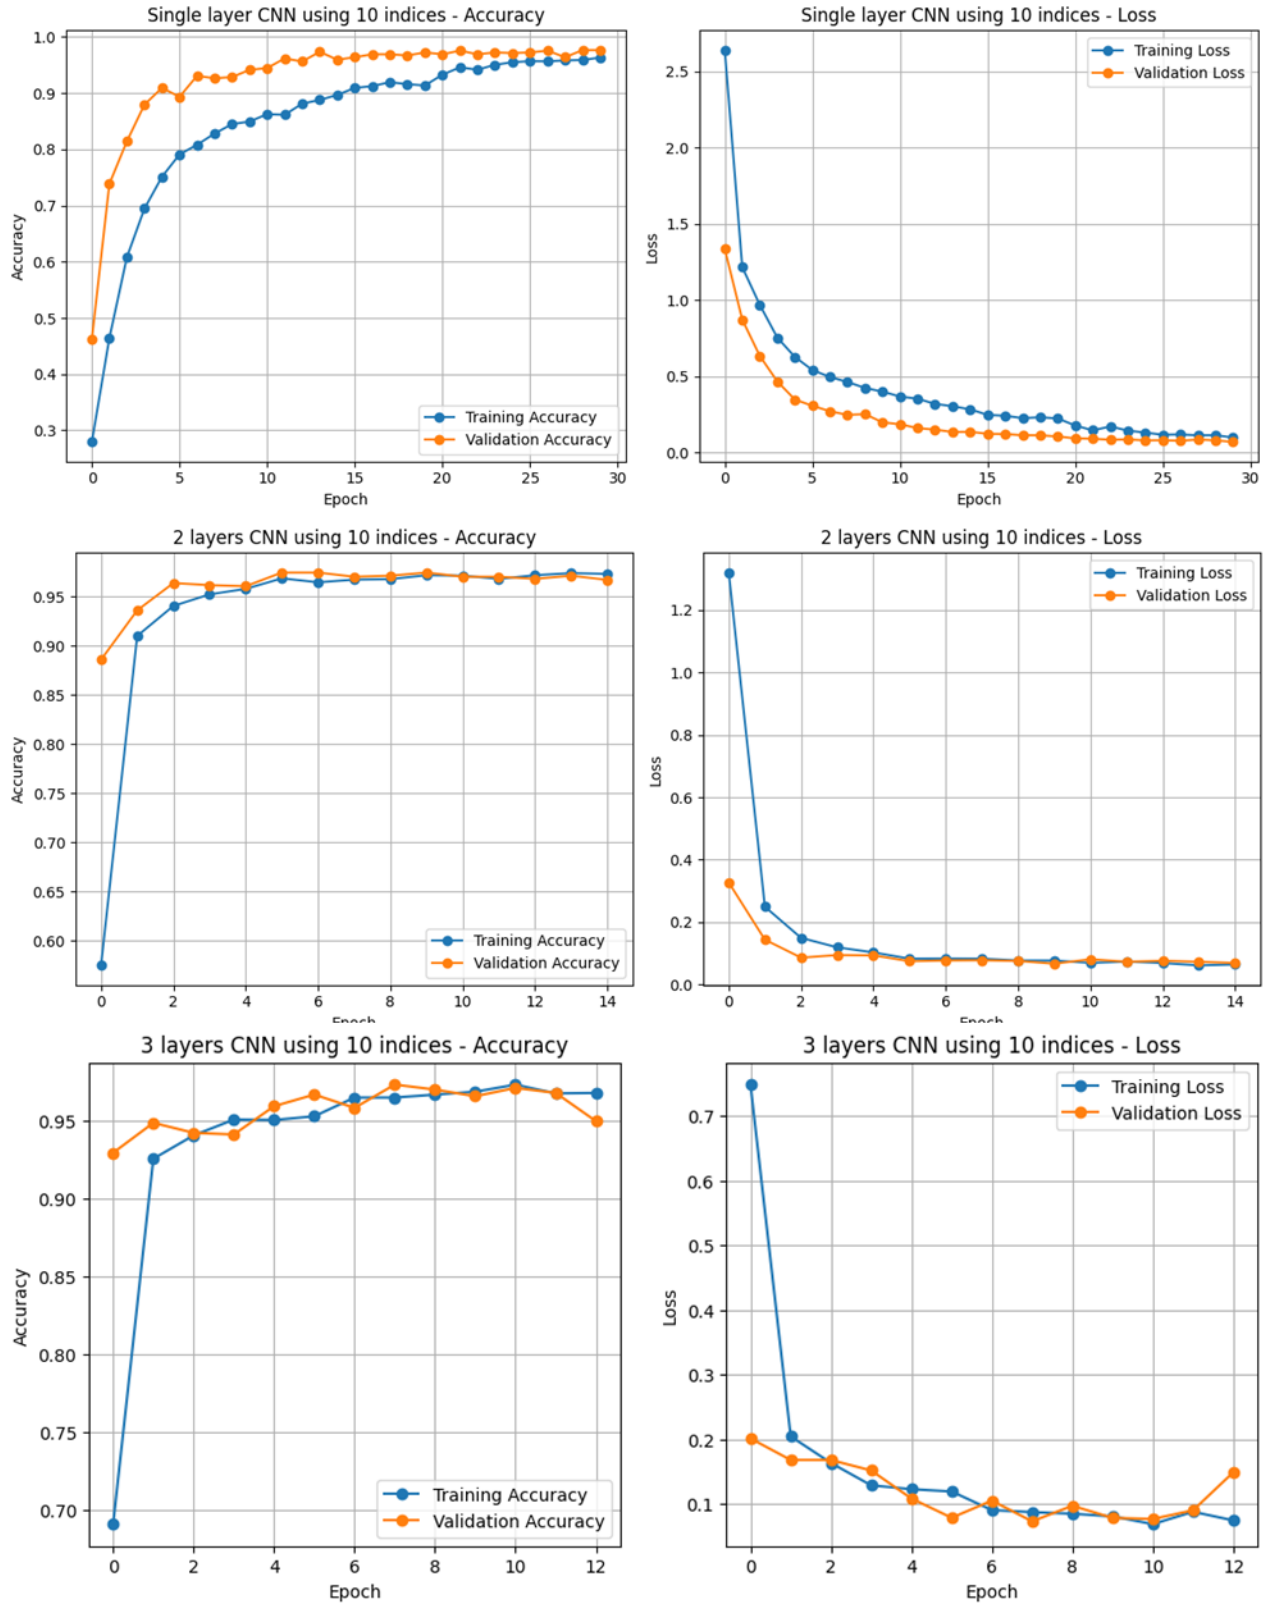 Single layer CNN using 10 indices - Accuracy
1.0
0.9
0.8
0.7
0.6
0.5
0.4
0.3
Accuracy
Training Accuracy
Validation Accuracy
0 5 10 15 20 25 30
Epoch
Single layer CNN using 10 indices - Loss
2.5
2.0
1.5
1.0
0.5
0.0
Loss
Training Loss
Validation Loss
0 5 10 15 20 25 30
Epoch
2 layers CNN using 10 indices - Accuracy
0.95
0.90
0.85
0.80
0.75
0.70
0.65
0.60
Accuracy
Training Accuracy
Validation Accuracy
0 2 4 6 8 10 12 14
Epoch
2 layers CNN using 10 indices - Loss
1.2
1.0
0.8
0.6
0.4
0.2
0.0
Loss
Training Loss
Validation Loss
0 2 4 6 8 10 12 14
Epoch
3 layers CNN using 10 indices - Accuracy
0.95
0.90
0.85
0.80
0.75
0.70
Accuracy
Training Accuracy
Validation Accuracy
0 2 4 6 8 10 12
Epoch
3 layers CNN using 10 indices - Loss
0.7
0.6
0.5
0.4
0.3
0.2
0.1
Loss
Training Loss
Validation Loss
0 2 4 6 8 10 12
Epoch